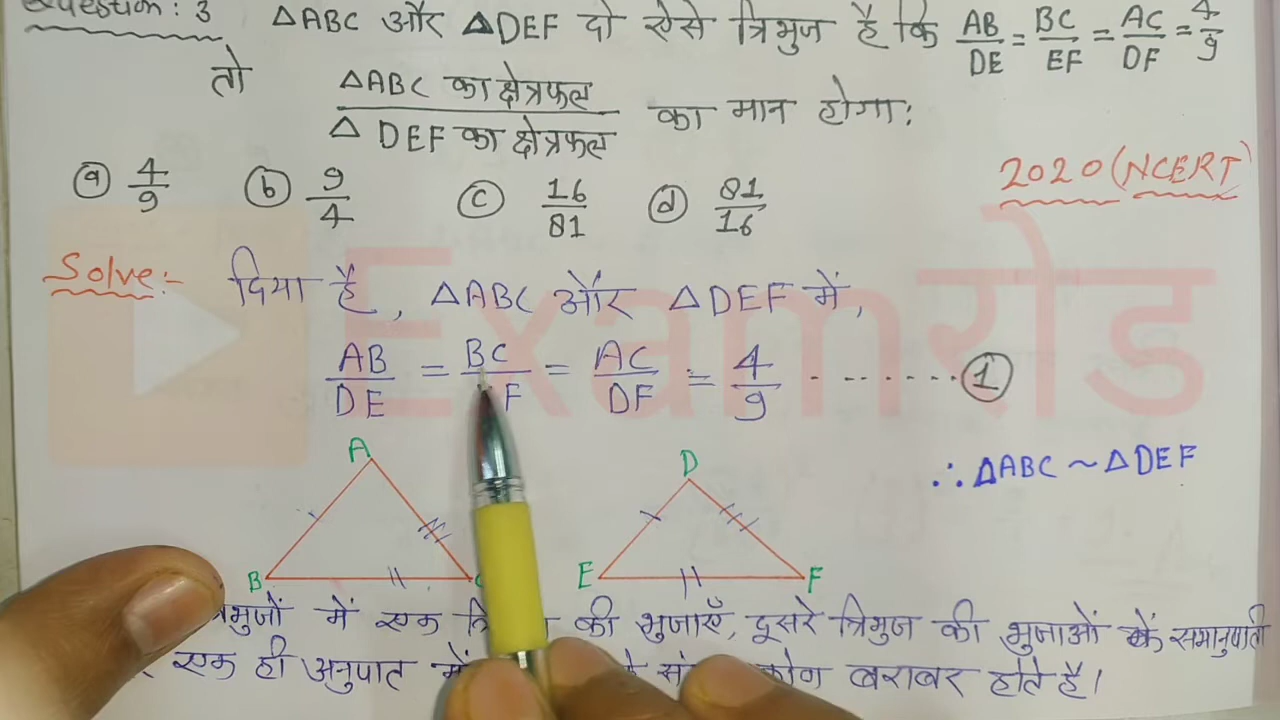 Question: 3 △ABC और △DEF दो ऐसे त्रिभुज है कि AB/DE = BC/EF = AC/DF = 4/9
तो △ABC का क्षेत्रफल / △ DEF का क्षेत्रफल का मान होगा:
(a) 4/9 (b) 9/4 (c) 16/81 (d) 81/16
2020 (NCERT)
Solve:- दिया है, △ABC और △DEF में,
AB/DE = BC/F = AC/DF = 4/9 ........ (1)
∴ △ABC ~ △DEF
A
B
D
E
F
में एक की भुजाएँ, दूसरे त्रिभुज की भुजाओं के समानुपाती
एक ही अनुपात में कोण बराबर होते है।
Examरोड